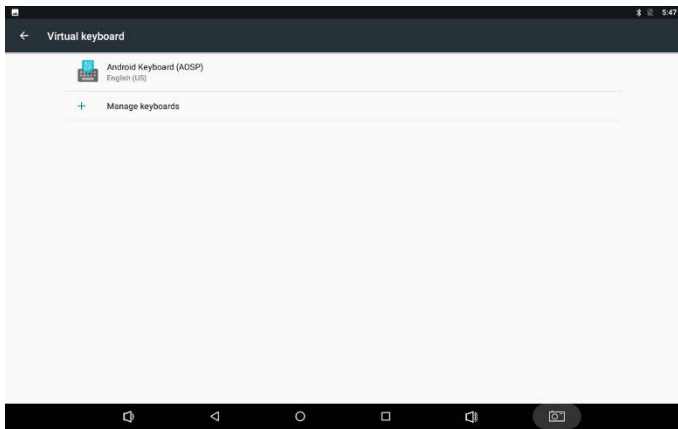 5:47
Virtual keyboard
Android Keyboard (AOSP)
English (US)
Manage keyboards